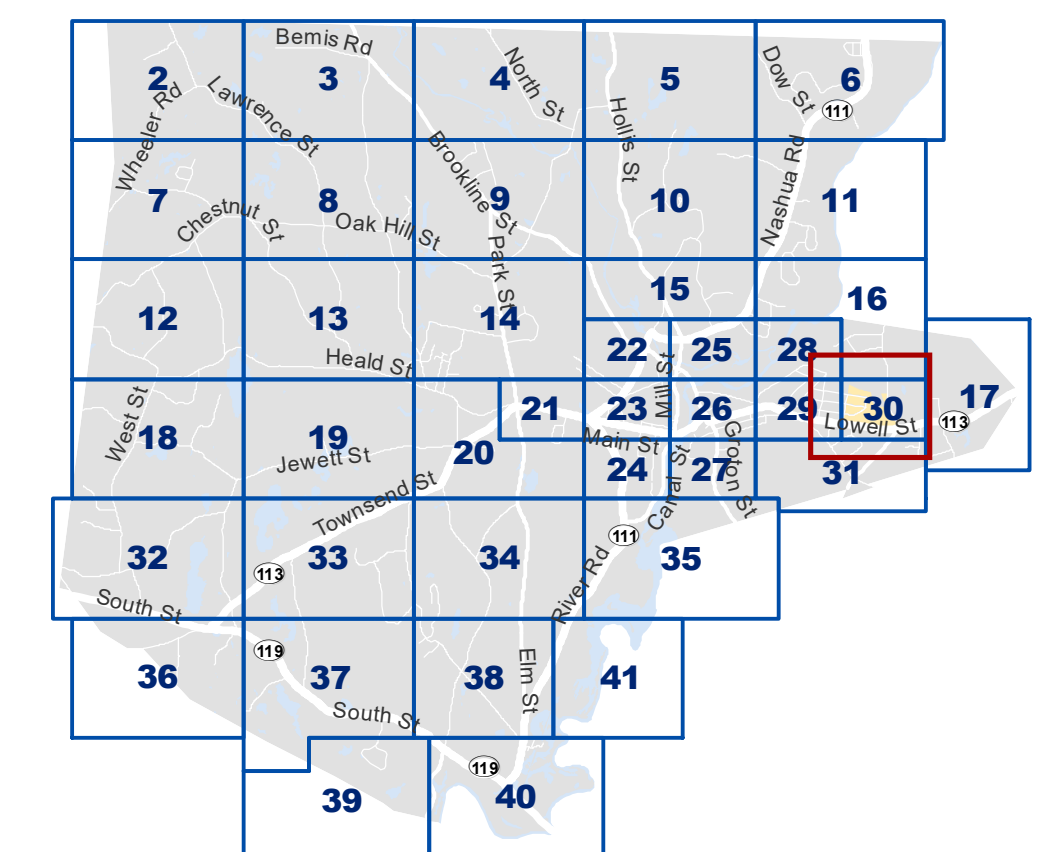 Bemis Rd
2
3
4
North St
5
Dow St
6
111
Wheeler Rd
Lawrence St
Hollis St
Brookline St
Nashua Rd
7
8
9
10
11
Chestnut St
Oak Hill St
Park St
12
13
14
15
16
Heald St
22
Mill St
25
28
West St
18
19
20
21
23
26
29
30
17
113
Lowell St
Main St
Jewett St
24
Canal St
27
Groton St
31
Townsend St
32
113
33
34
111
35
River Rd
South St
119
36
37
38
Elm St
41
South St
119
39
40